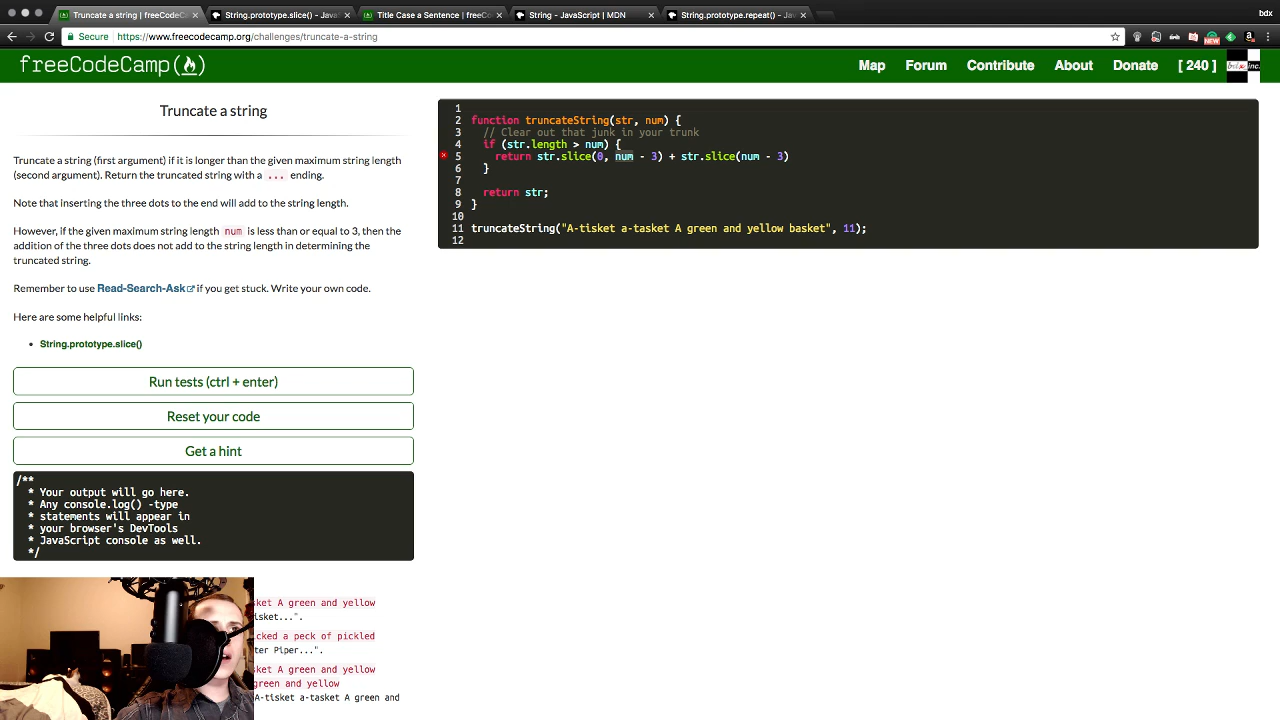 Truncate a string | freeCodeC
String.prototype.slice() - Java
Title Case a Sentence | freeC
String - JavaScript | MDN
String.prototype.repeat() - Jav
bdx
Secure
https://www.freecodecamp.org/challenges/truncate-a-string
NEW
freeCodeCamp
Map
Forum
Contribute
About
Donate
[ 240 ]
bdx inc.
Truncate a string
Truncate a string (first argument) if it is longer than the given maximum string length
(second argument). Return the truncated string with a ... ending.
Note that inserting the three dots to the end will add to the string length.
However, if the given maximum string length num is less than or equal to 3, then the
addition of the three dots does not add to the string length in determining the
truncated string.
Remember to use Read-Search-Ask if you get stuck. Write your own code.
Here are some helpful links:
String.prototype.slice()
Run tests (ctrl + enter)
Reset your code
Get a hint
/**
* Your output will go here.
* Any console.log() -type
* statements will appear in
* your browser's DevTools
* JavaScript console as well.
*/
sket A green and yellow
isket...".
icked a peck of pickled
ter Piper...".
sket A green and yellow
green and yellow
A-tisket a-tasket A green and
1
2 function truncateString(str, num) {
3 // Clear out that junk in your trunk
4 if (str.length > num) {
5 return str.slice(0, num - 3) + str.slice(num - 3)
6 }
7
8 return str;
9 }
10
11 truncateString("A-tisket a-tasket A green and yellow basket", 11);
12